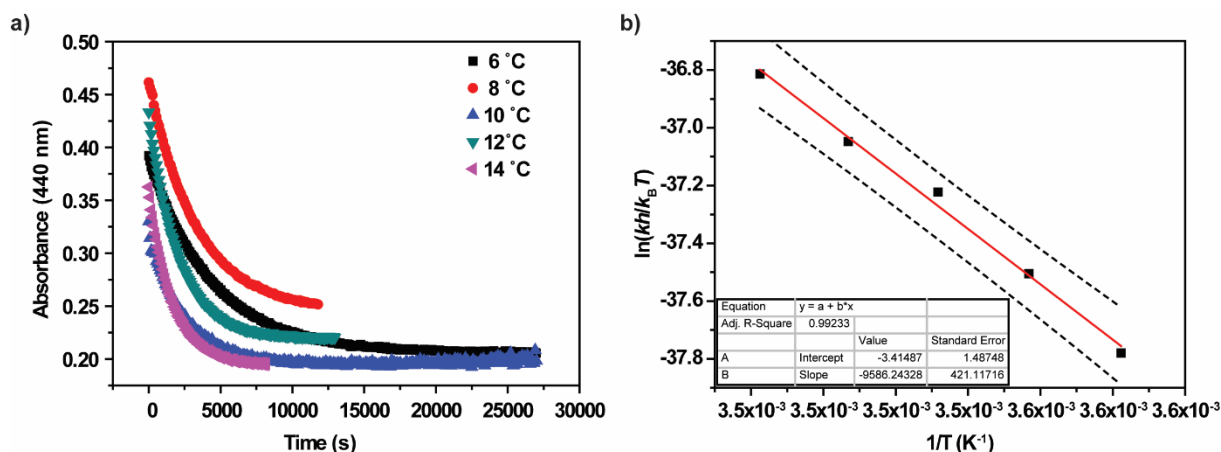 a)
0.50
0.45
0.40
0.35
0.30
0.25
0.20
Absorbance (440 nm)
6 ˚C
8 ˚C
10 ˚C
12˚C
14 ˚C
0 5000 10000 15000 20000 25000 30000
Time (s)
b)
-36.8
-37.0
-37.2
-37.4
-37.6
-37.8
ln(kh/k_B T)
Equation y = a + b*x
Adj. R-Square 0.99233
Value Standard Error
A Intercept -3.41487 1.48748
B Slope -9586.24328 421.11716
3.5x10⁻³ 3.5x10⁻³ 3.5x10⁻³ 3.5x10⁻³ 3.6x10⁻³ 3.6x10⁻³ 3.6x10⁻³
1/T (K⁻¹)